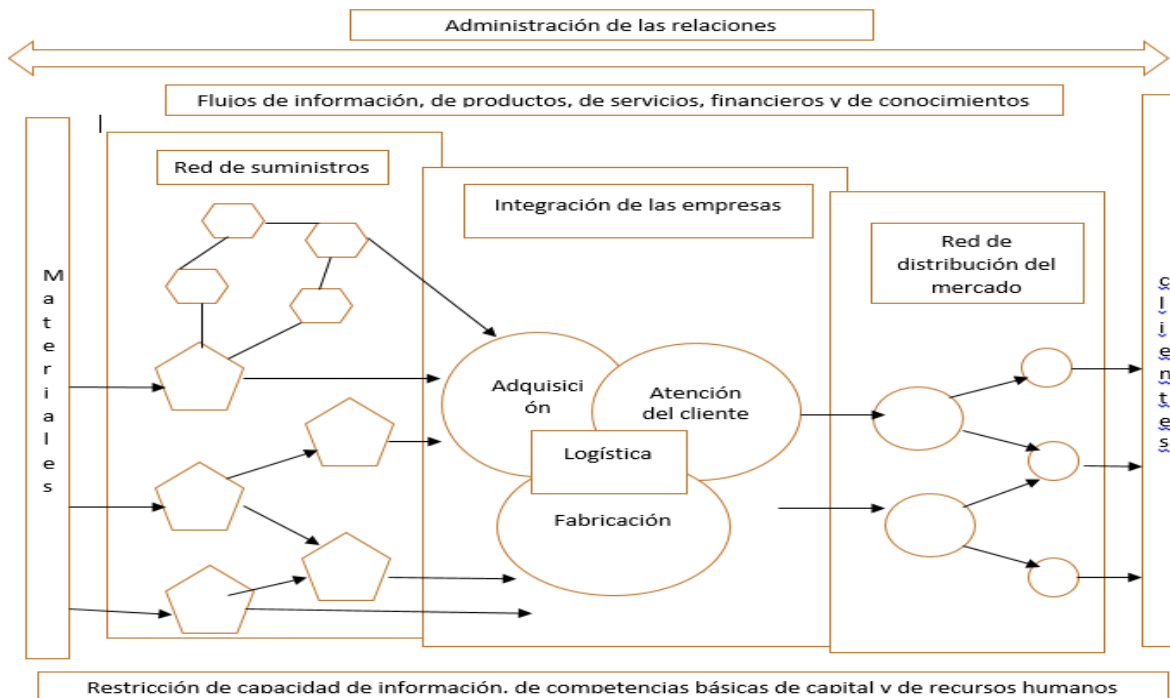 Administración de las relaciones
Flujos de información, de productos, de servicios, financieros y de conocimientos
Materiales
Red de suministros
Integración de las empresas
Red de
distribución del
mercado
Adquisici
ón
Atención
del cliente
Logística
Fabricación
clientes
Restricción de capacidad de información, de competencias básicas de capital y de recursos humanos